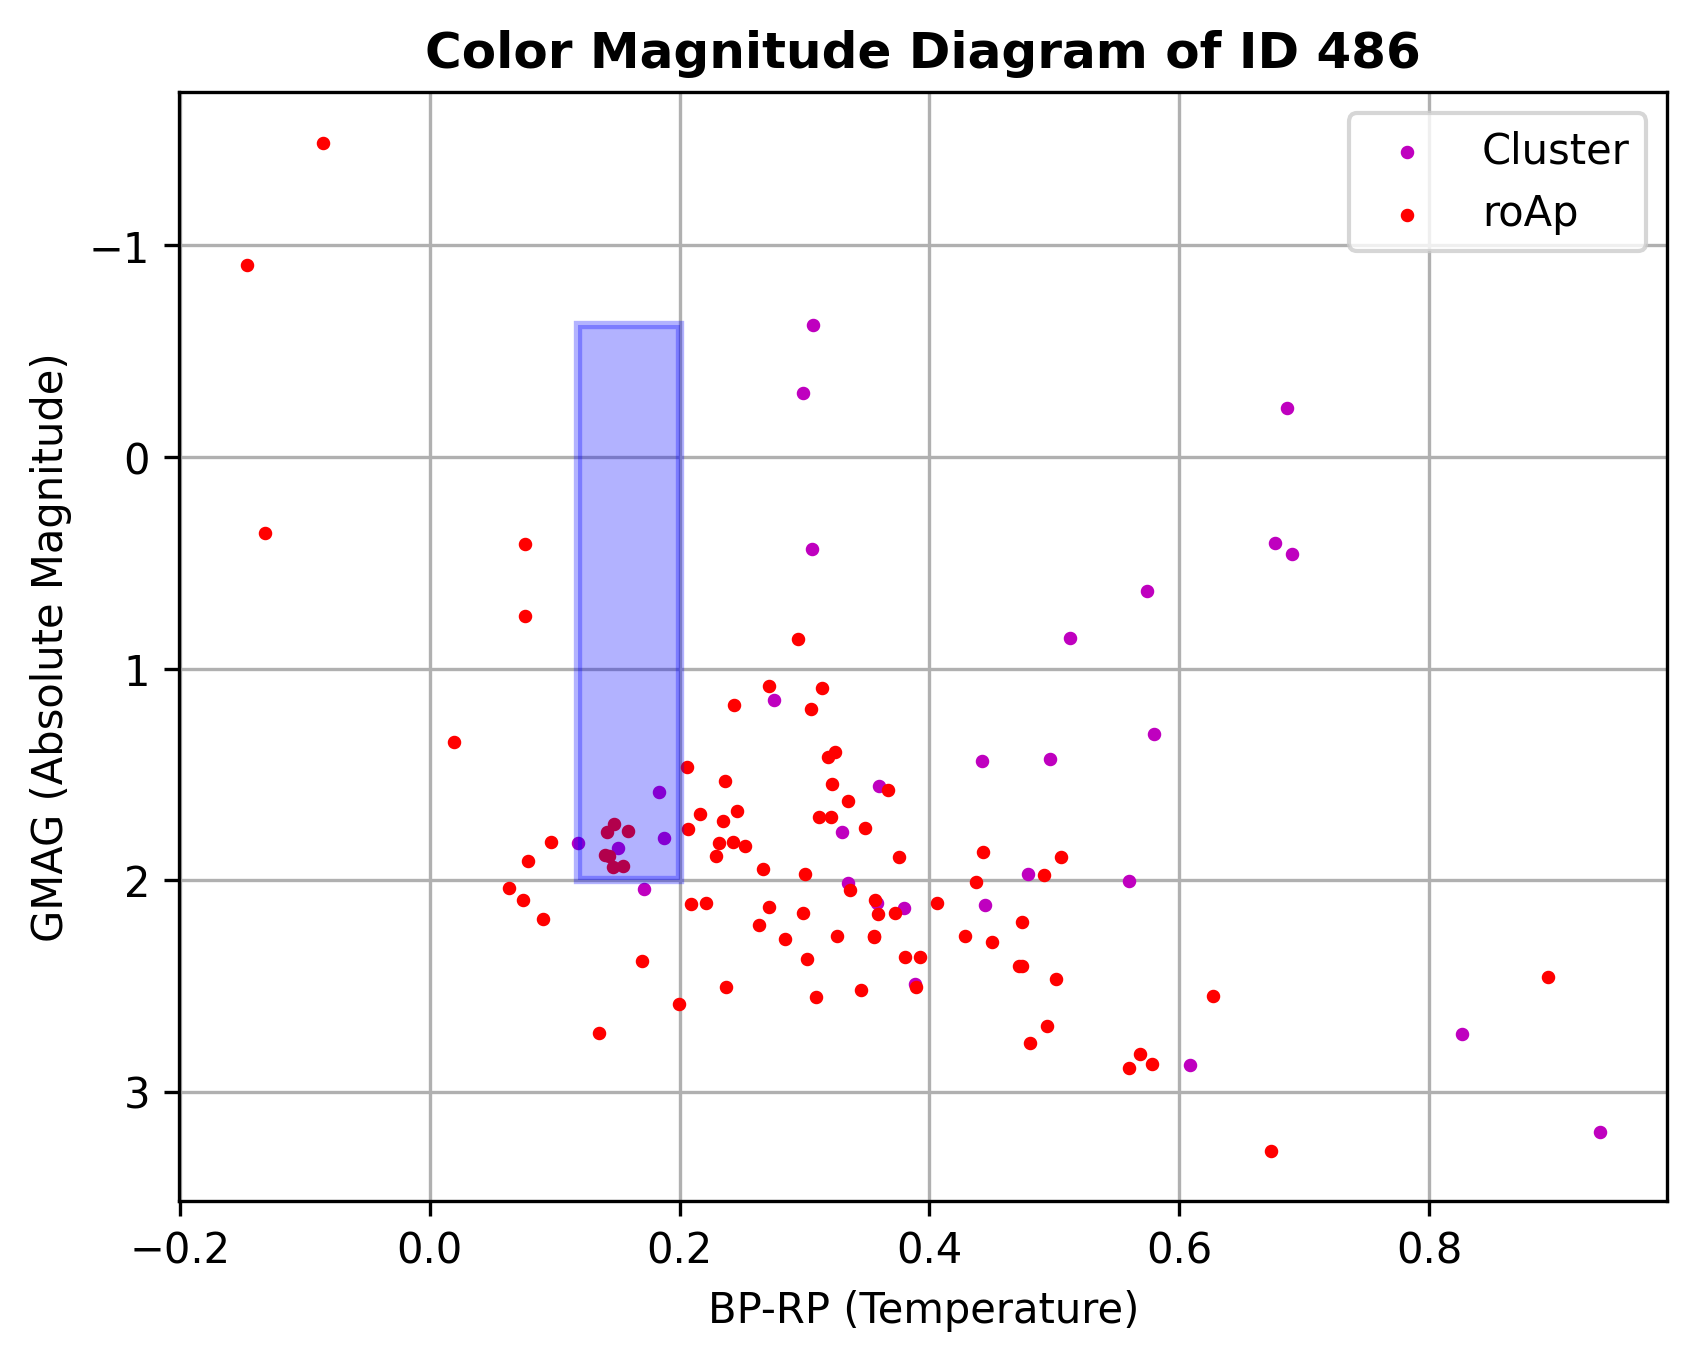 Color Magnitude Diagram of ID 486
Cluster
roAp
GMAG (Absolute Magnitude)
−1
0
1
2
3
−0.2 0.0 0.2 0.4 0.6 0.8
BP-RP (Temperature)